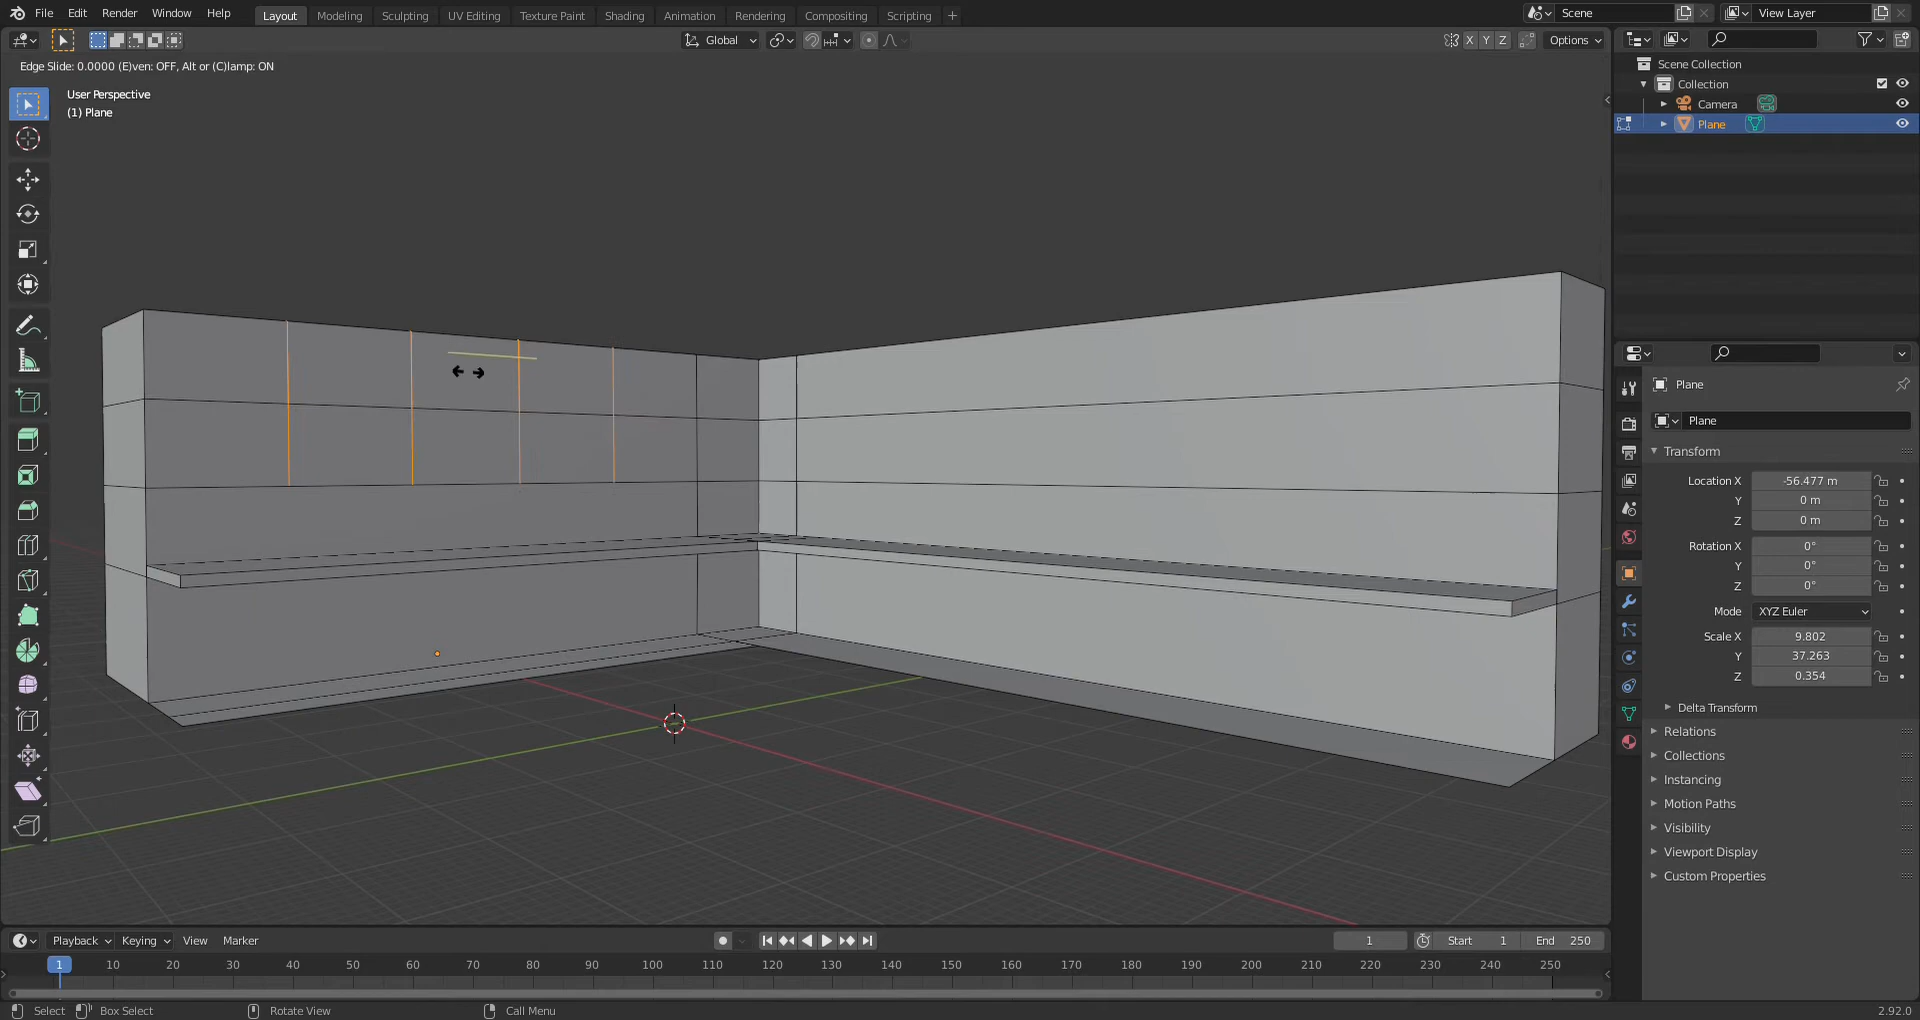 File Edit Render Window Help Layout Modeling Sculpting UV Editing Texture Paint Shading Animation Rendering Compositing Scripting Scene View Layer
Global X Y Z Options
Edge Slide: 0.0000 (E)ven: OFF, Alt or (C)lamp: ON
User Perspective
(1) Plane
Scene Collection
Collection
Camera
Plane
Plane
Plane
Transform
Location X -56.477 m
Y 0 m
Z 0 m
Rotation X 0°
Y 0°
Z 0°
Mode XYZ Euler
Scale X 9.802
Y 37.263
Z 0.354
Delta Transform
Relations
Collections
Instancing
Motion Paths
Visibility
Viewport Display
Custom Properties
Playback Keying View Marker 1 Start 1 End 250
1 10 20 30 40 50 60 70 80 90 100 110 120 130 140 150 160 170 180 190 200 210 220 230 240 250
Select Box Select Rotate View Call Menu 2.92.0